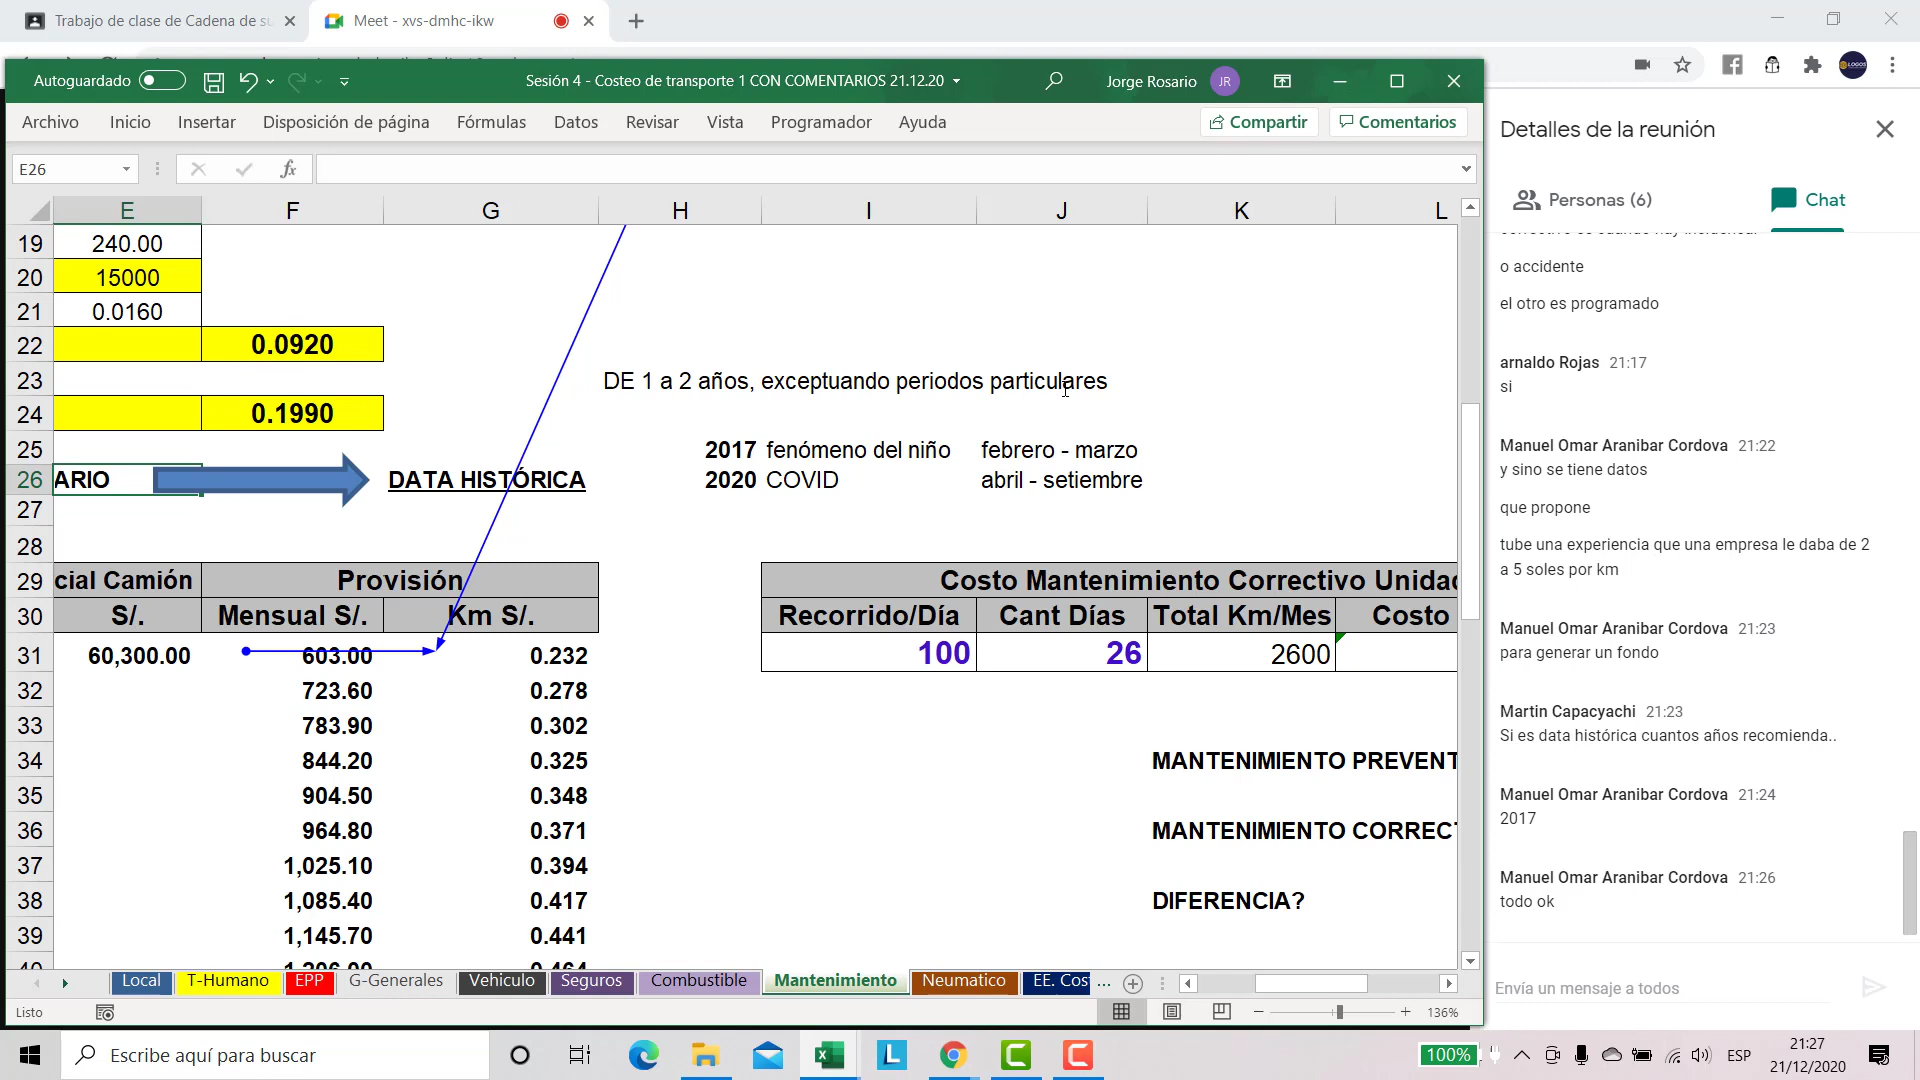 Trabajo de clase de Cadena de su
Meet - xvs-dmhc-ikw
Autoguardado
Sesión 4 - Costeo de transporte 1 CON COMENTARIOS 21.12.20
Jorge Rosario
JR
Archivo Inicio Insertar Disposición de página Fórmulas Datos Revisar Vista Programador Ayuda
Compartir
Comentarios
E26
fx
E F G H I J K L
19 240.00
20 15000
21 0.0160
22 0.0920
23 DE 1 a 2 años, exceptuando periodos particulares
24 0.1990
25 2017 fenómeno del niño febrero - marzo
26 ARIO DATA HISTÓRICA 2020 COVID abril - setiembre
27
28
29 cial Camión Provisión Costo Mantenimiento Correctivo Unidad
30 S/. Mensual S/. Km S/. Recorrido/Día Cant Días Total Km/Mes Costo
31 60,300.00 603.00 0.232 100 26 2600
32 723.60 0.278
33 783.90 0.302
34 844.20 0.325 MANTENIMIENTO PREVENT
35 904.50 0.348
36 964.80 0.371 MANTENIMIENTO CORRECT
37 1,025.10 0.394
38 1,085.40 0.417 DIFERENCIA?
39 1,145.70 0.441
40 1,206.00 0.464
Local T-Humano EPP G-Generales Vehiculo Seguros Combustible Mantenimiento Neumatico EE. Cos ...
Listo
136%
Detalles de la reunión
Personas (6)
Chat
o accidente
el otro es programado
arnaldo Rojas 21:17
si
Manuel Omar Aranibar Cordova 21:22
y sino se tiene datos
que propone
tube una experiencia que una empresa le daba de 2
a 5 soles por km
Manuel Omar Aranibar Cordova 21:23
para generar un fondo
Martin Capacyachi 21:23
Si es data histórica cuantos años recomienda..
Manuel Omar Aranibar Cordova 21:24
2017
Manuel Omar Aranibar Cordova 21:26
todo ok
Envía un mensaje a todos
Escribe aquí para buscar
100%
ESP
21:27
21/12/2020